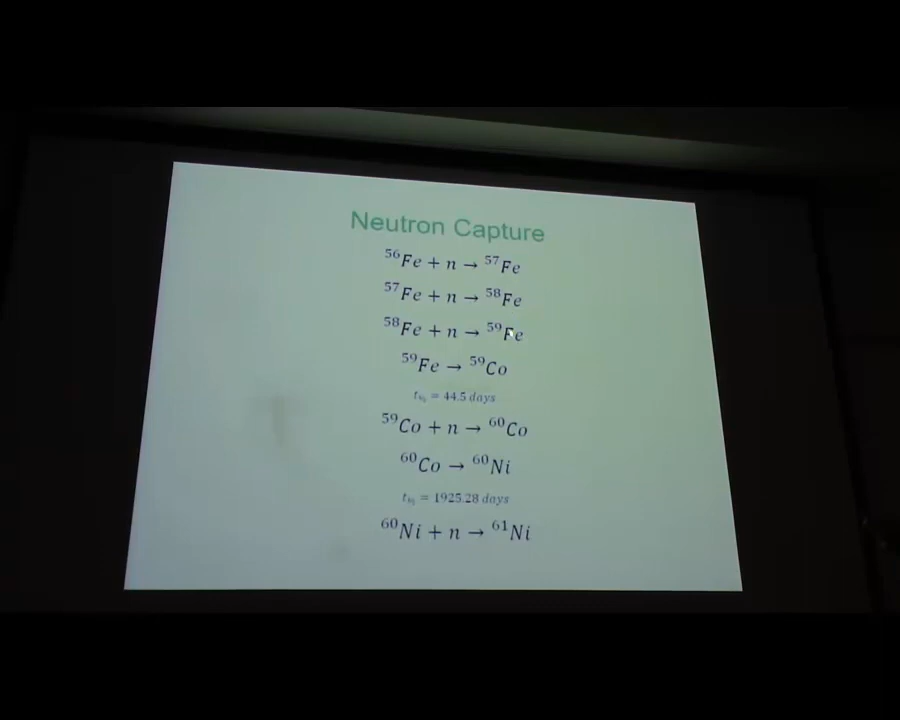 Neutron Capture
⁵⁶Fe + n → ⁵⁷Fe
⁵⁷Fe + n → ⁵⁸Fe
⁵⁸Fe + n → ⁵⁹Fe
⁵⁹Fe → ⁵⁹Co
t½ = 44.5 days
⁵⁹Co + n → ⁶⁰Co
⁶⁰Co → ⁶⁰Ni
t½ = 1925.28 days
⁶⁰Ni + n → ⁶¹Ni